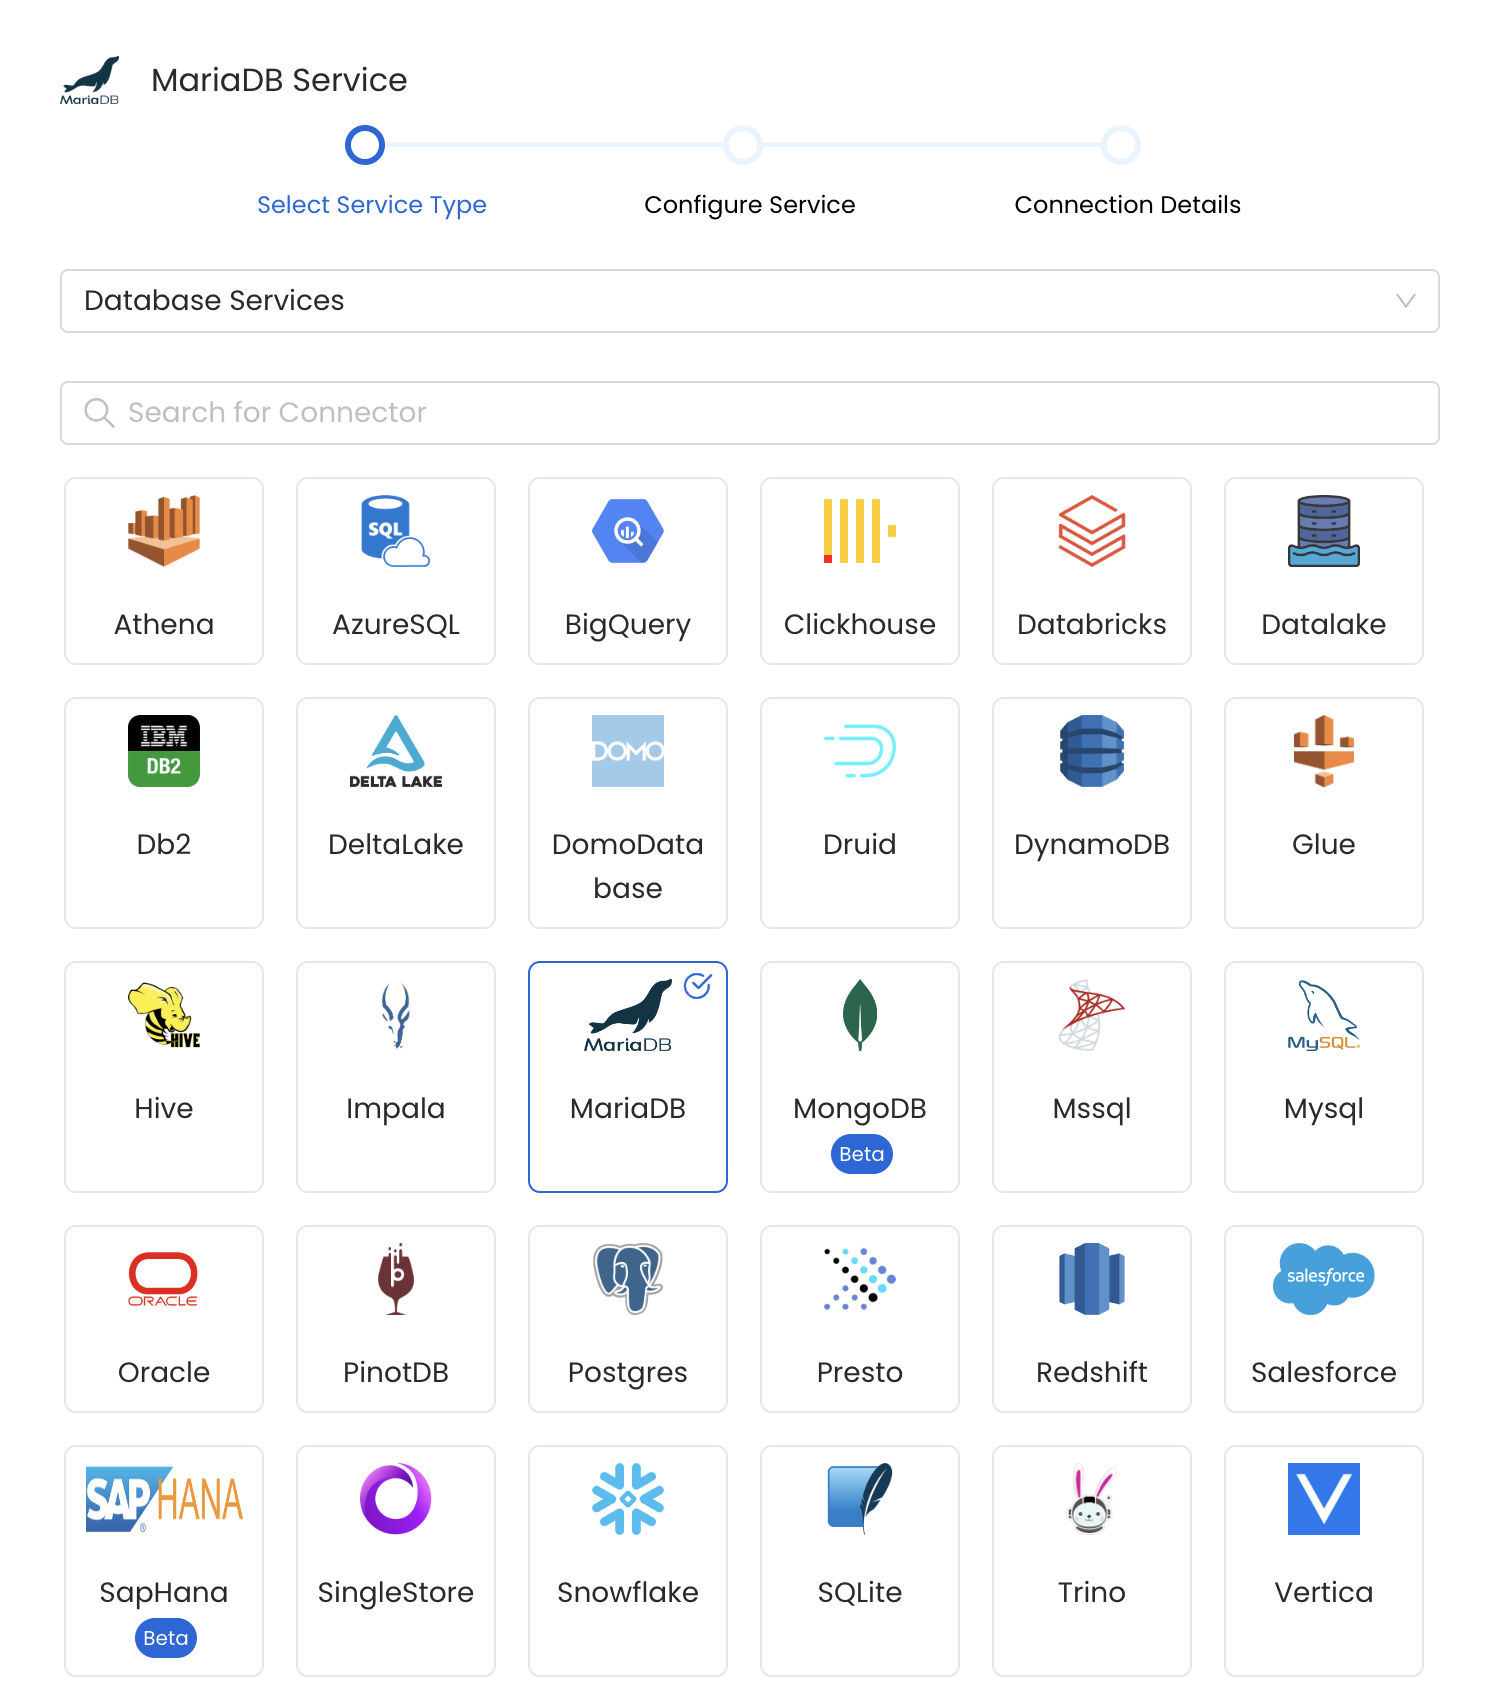 MariaDB
MariaDB Service
Select Service Type
Configure Service
Connection Details
Database Services
Search for Connector
SQL
Athena
AzureSQL
BigQuery
Clickhouse
Databricks
Datalake
IBM
DB2
DELTA LAKE
DOMO
Db2
DeltaLake
DomoData
base
Druid
DynamoDB
Glue
HIVE
MariaDB
MySQL®
Hive
Impala
MariaDB
MongoDB
Beta
Mssql
Mysql
ORACLE
p
salesforce
Oracle
PinotDB
Postgres
Presto
Redshift
Salesforce
SAP HANA
®
SapHana
Beta
SingleStore
Snowflake
SQLite
Trino
Vertica